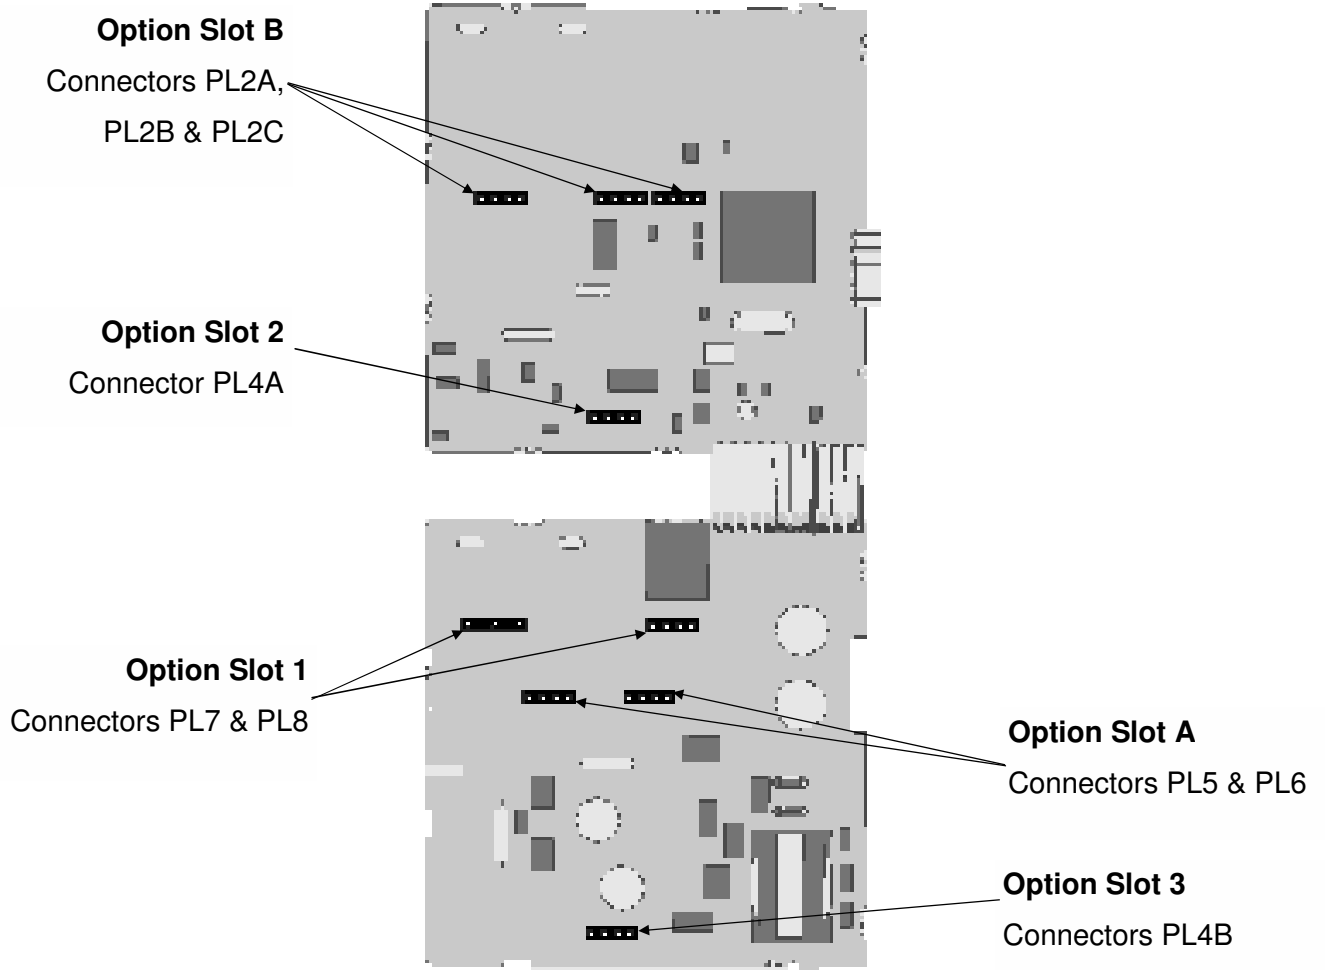 Option Slot B
Connectors PL2A,
PL2B & PL2C
Option Slot 2
Connector PL4A
Option Slot 1
Connectors PL7 & PL8
Option Slot A
Connectors PL5 & PL6
Option Slot 3
Connectors PL4B